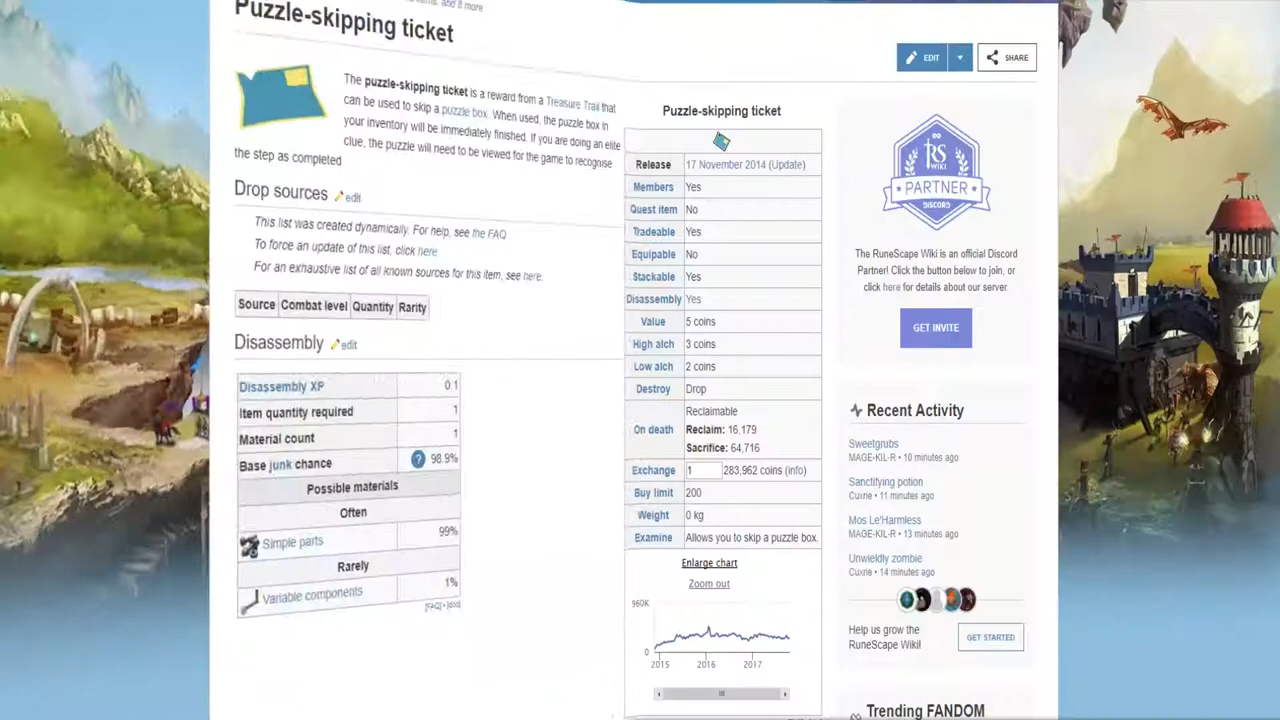 and 8 more
Puzzle-skipping ticket
The puzzle-skipping ticket is a reward from a Treasure Trail that
can be used to skip a puzzle box. When used, the puzzle box in
your inventory will be immediately finished. If you are doing an elite
clue, the puzzle will need to be viewed for the game to recognise
the step as completed
Drop sources edit
This list was created dynamically. For help, see the FAQ
To force an update of this list, click here
For an exhaustive list of all known sources for this item, see here.
Source Combat level Quantity Rarity
Disassembly edit
Disassembly XP 0.1
Item quantity required 1
Material count 1
Base junk chance ? 98.9%
Possible materials
Often
Simple parts 99%
Rarely
Variable components 1%
[FAQ] • [doc]
Puzzle-skipping ticket
Release 17 November 2014 (Update)
Members Yes
Quest item No
Tradeable Yes
Equipable No
Stackable Yes
Disassembly Yes
Value 5 coins
High alch 3 coins
Low alch 2 coins
Destroy Drop
On death Reclaimable
Reclaim: 16,179
Sacrifice: 64,716
Exchange 1 283,962 coins (info)
Buy limit 200
Weight 0 kg
Examine Allows you to skip a puzzle box.
Enlarge chart
Zoom out
960K
0
2015 2016 2017
EDIT SHARE
RS
WIKI
PARTNER
DISCORD
The RuneScape Wiki is an official Discord
Partner! Click the button below to join, or
click here for details about our server.
GET INVITE
Recent Activity
Sweetgrubs
MAGE-KIL-R • 10 minutes ago
Sanctifying potion
Cuxrie • 11 minutes ago
Mos Le'Harmless
MAGE-KIL-R • 13 minutes ago
Unwieldly zombie
Cuxrie • 14 minutes ago
Help us grow the
RuneScape Wiki!
GET STARTED
Trending FANDOM